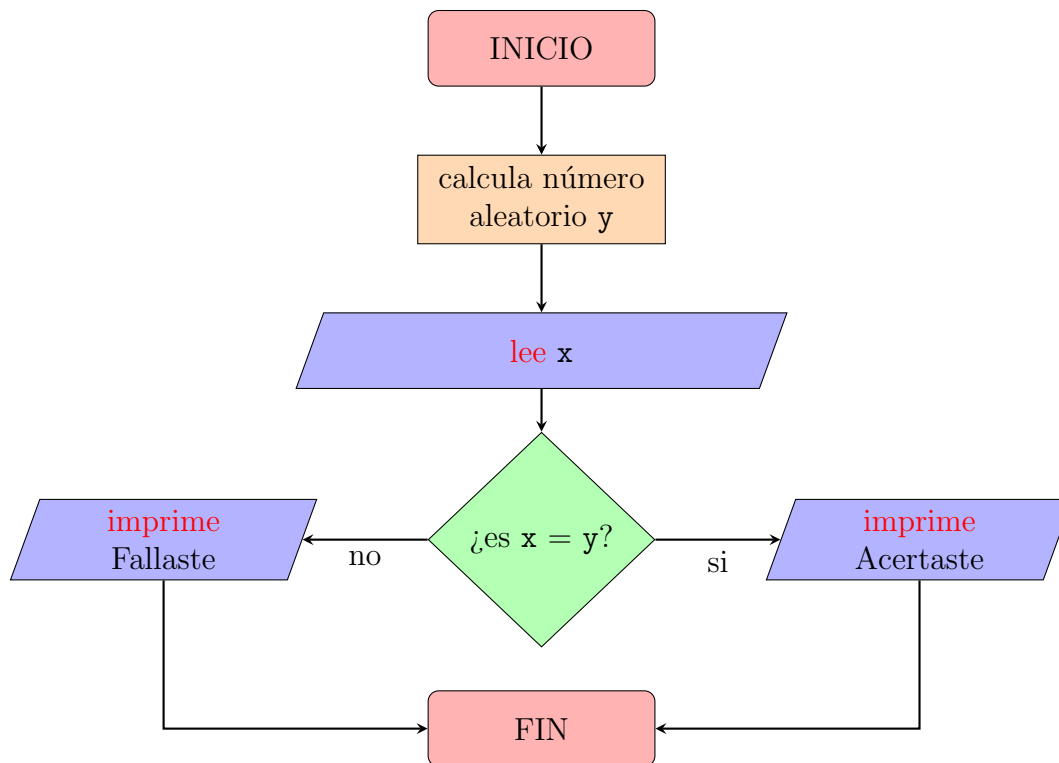 INICIO
calcula número
aleatorio y
lee x
¿es x = y?
no
si
imprime
Fallaste
imprime
Acertaste
FIN